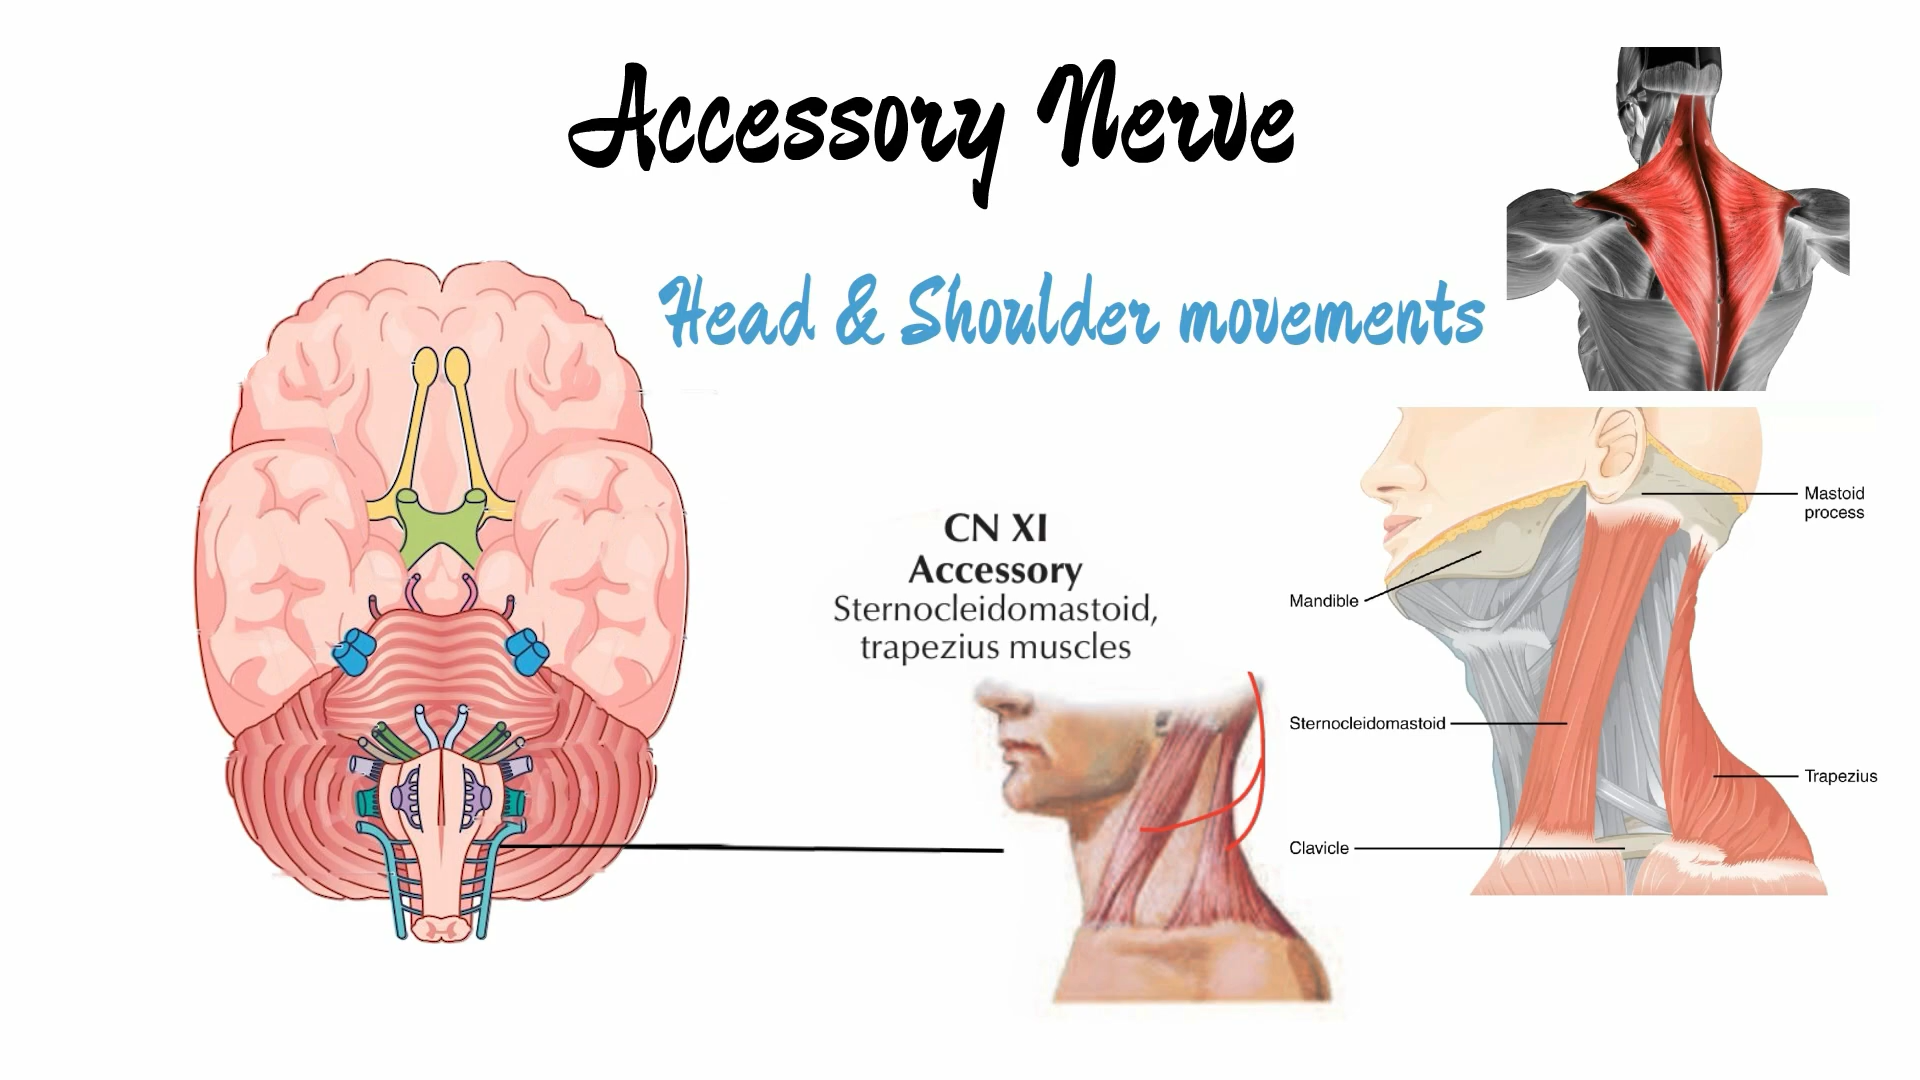 Accessory Nerve
Head & Shoulder movements
CN XI
Accessory
Sternocleidomastoid,
trapezius muscles
Mastoid
process
Mandible
Sternocleidomastoid
Trapezius
Clavicle